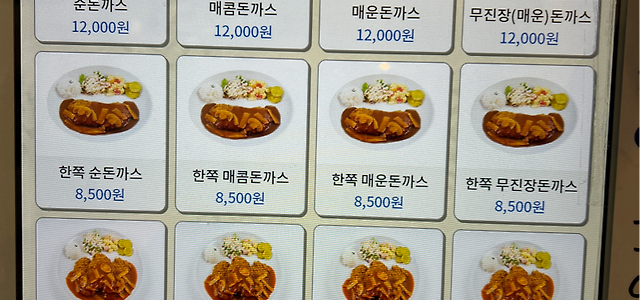 순돈까스
매콤돈까스
매운돈까스
무진장(매운)돈까스
12,000원
12,000원
12,000원
12,000원
한쪽 순돈까스
한쪽 매콤돈까스
한쪽 매운돈까스
한쪽 무진장돈까스
8,500원
8,500원
8,500원
8,500원